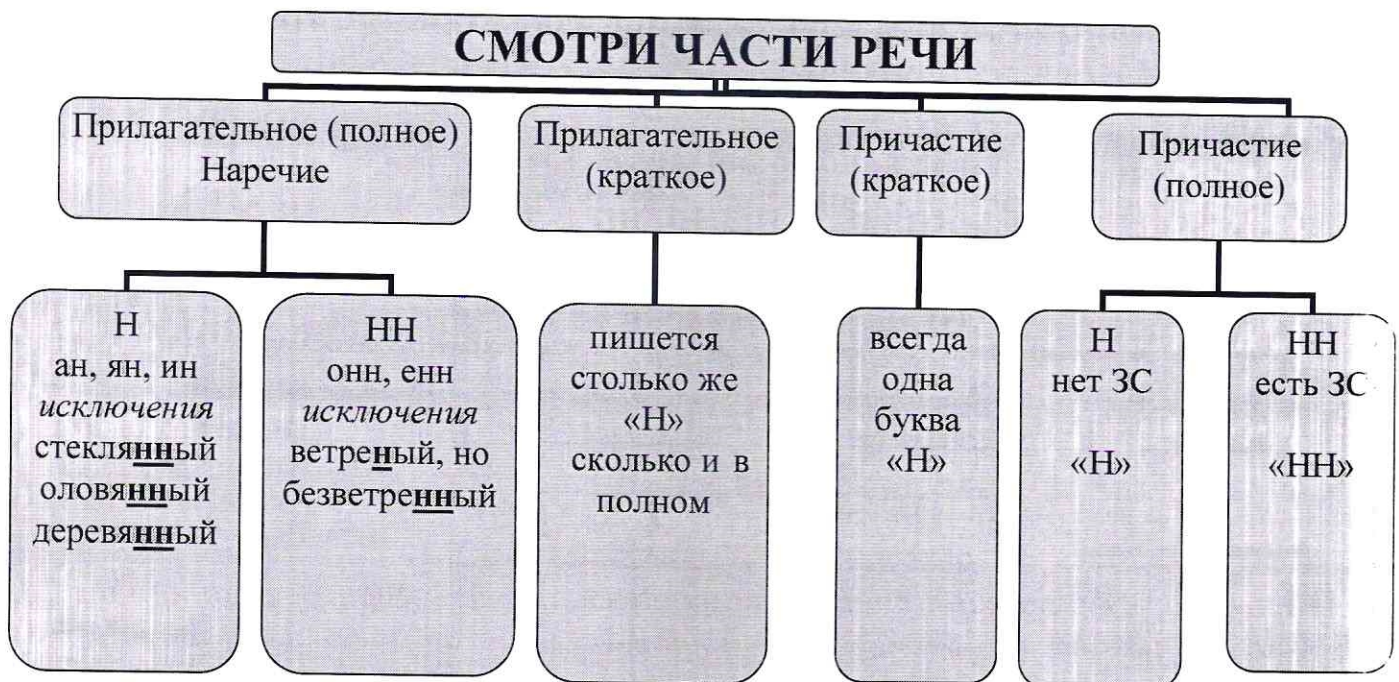 СМОТРИ ЧАСТИ РЕЧИ
Прилагательное (полное)
Наречие
Прилагательное
(краткое)
Причастие
(краткое)
Причастие
(полное)
Н
ан, ян, ин
исключения
стеклянный
оловянный
деревянный
НН
онн, енн
исключения
ветреный, но
безветренный
пишется
столько же
«Н»
сколько и в
полном
всегда
одна
буква
«Н»
Н
нет ЗС
«Н»
НН
есть ЗС
«НН»